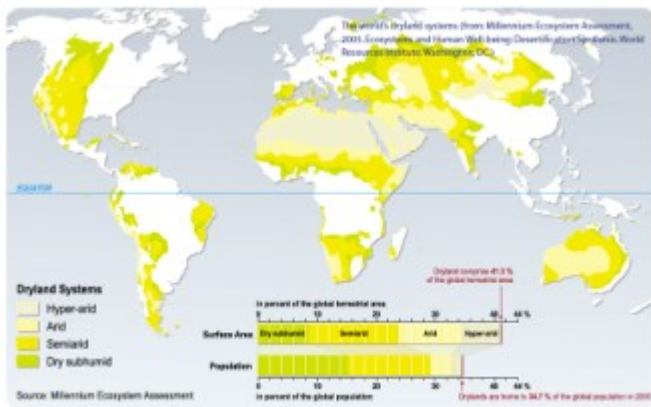 The world's dryland systems (from Millennium Ecosystem Assessment,
2005. Ecosystems and Human Well-being: Desertification Synthesis. World
Resources Institute, Washington, DC.)
EQUATOR
Dryland comprise 41.3 %
of the global terrestrial area
Dryland Systems
Hyper-arid
Arid
Semiarid
Dry subhumid
in percent of the global terrestrial area
0 10 20 30 40 44 %
Surface Area Dry subhumid Semiarid Arid Hyper-arid
Population
0 10 20 30 40 44 %
in percent of the global population
Drylands are home to 34.7 % of the global population in 2000
Source: Millennium Ecosystem Assessment